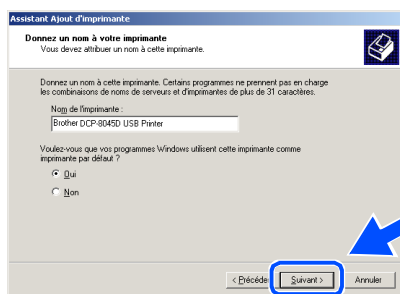 Assistant Ajout d'imprimante
Donnez un nom à votre imprimante
Vous devez attribuer un nom à cette imprimante.
Donnez un nom à cette imprimante. Certains programmes ne prennent pas en charge
les combinaisons de noms de serveurs et d'imprimantes de plus de 31 caractères.
Nom de l'imprimante :
Brother DCP-8045D USB Printer
Voulez-vous que vos programmes Windows utilisent cette imprimante comme
imprimante par défaut ?
Oui
Non
< Précéde
Suivant >
Annuler